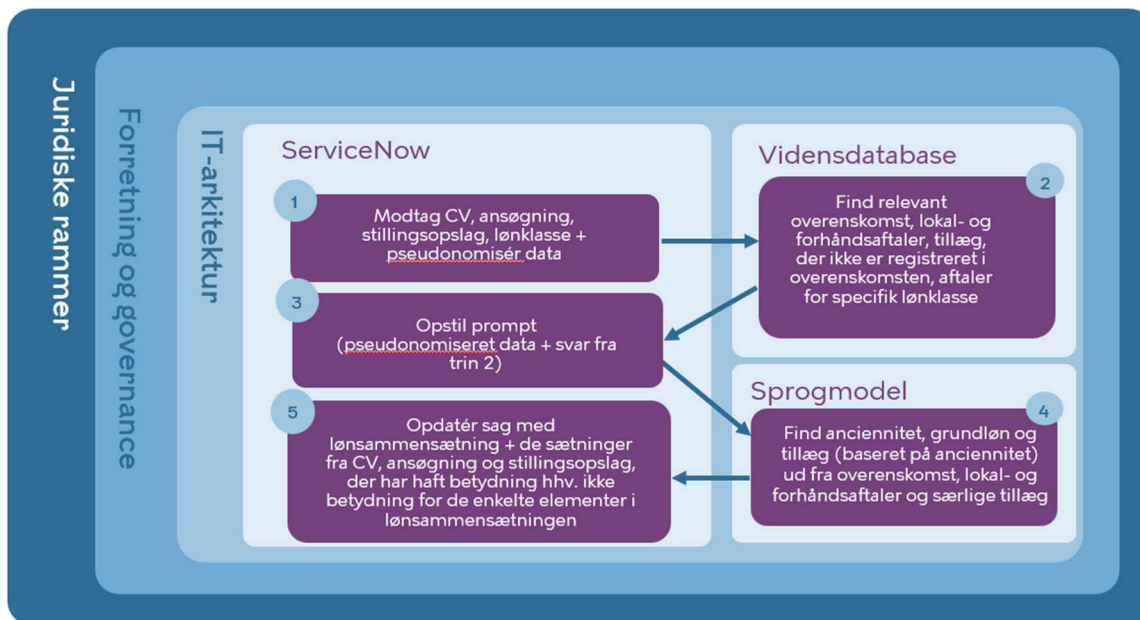 Juridiske rammer
Forretning og governance
IT-arkitektur
ServiceNow
1
Modtag CV, ansøgning,
stillingsopslag, lønklasse +
pseudonomisér data
Vidensdatabase
2
Find relevant
overenskomst, lokal- og
forhåndsaftaler, tillæg,
der ikke er registreret i
overenskomsten, aftaler
for specifik lønklasse
3
Opstil prompt
(pseudonomiseret data + svar fra
trin 2)
Sprogmodel
4
Find anciennitet, grundløn og
tillæg (baseret på anciennitet)
ud fra overenskomst, lokal- og
forhåndsaftaler og særlige tillæg
5
Opdatér sag med
lønsammensætning + de sætninger
fra CV, ansøgning og stillingsopslag,
der har haft betydning hhv. ikke
betydning for de enkelte elementer i
lønsammensætningen